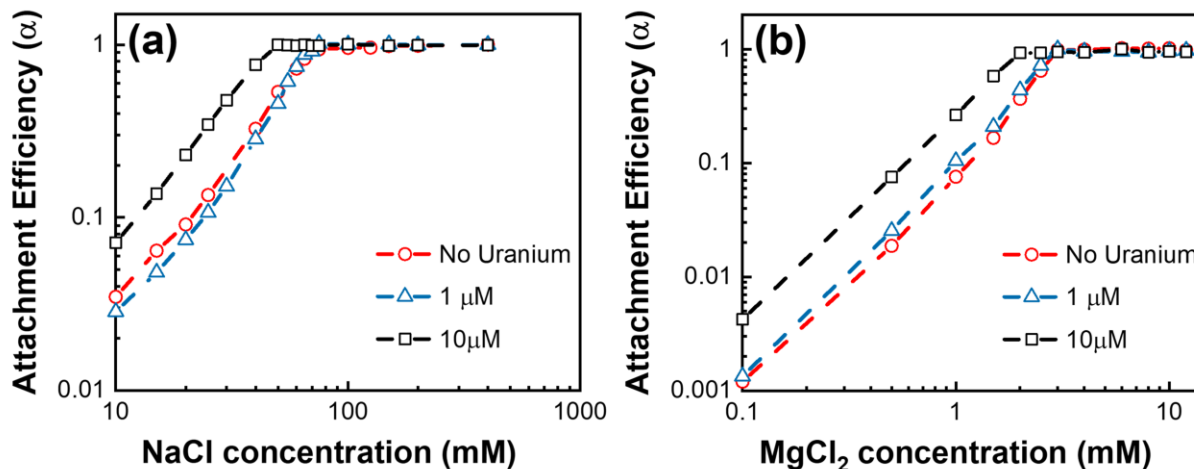 (a)
Attachment Efficiency (α)
1
0.1
0.01
10
100
1000
NaCl concentration (mM)
No Uranium
1 μM
10μM
(b)
Attachment Efficiency (α)
1
0.1
0.01
0.001
0.1
1
10
MgCl₂ concentration (mM)
No Uranium
1 μM
10μM